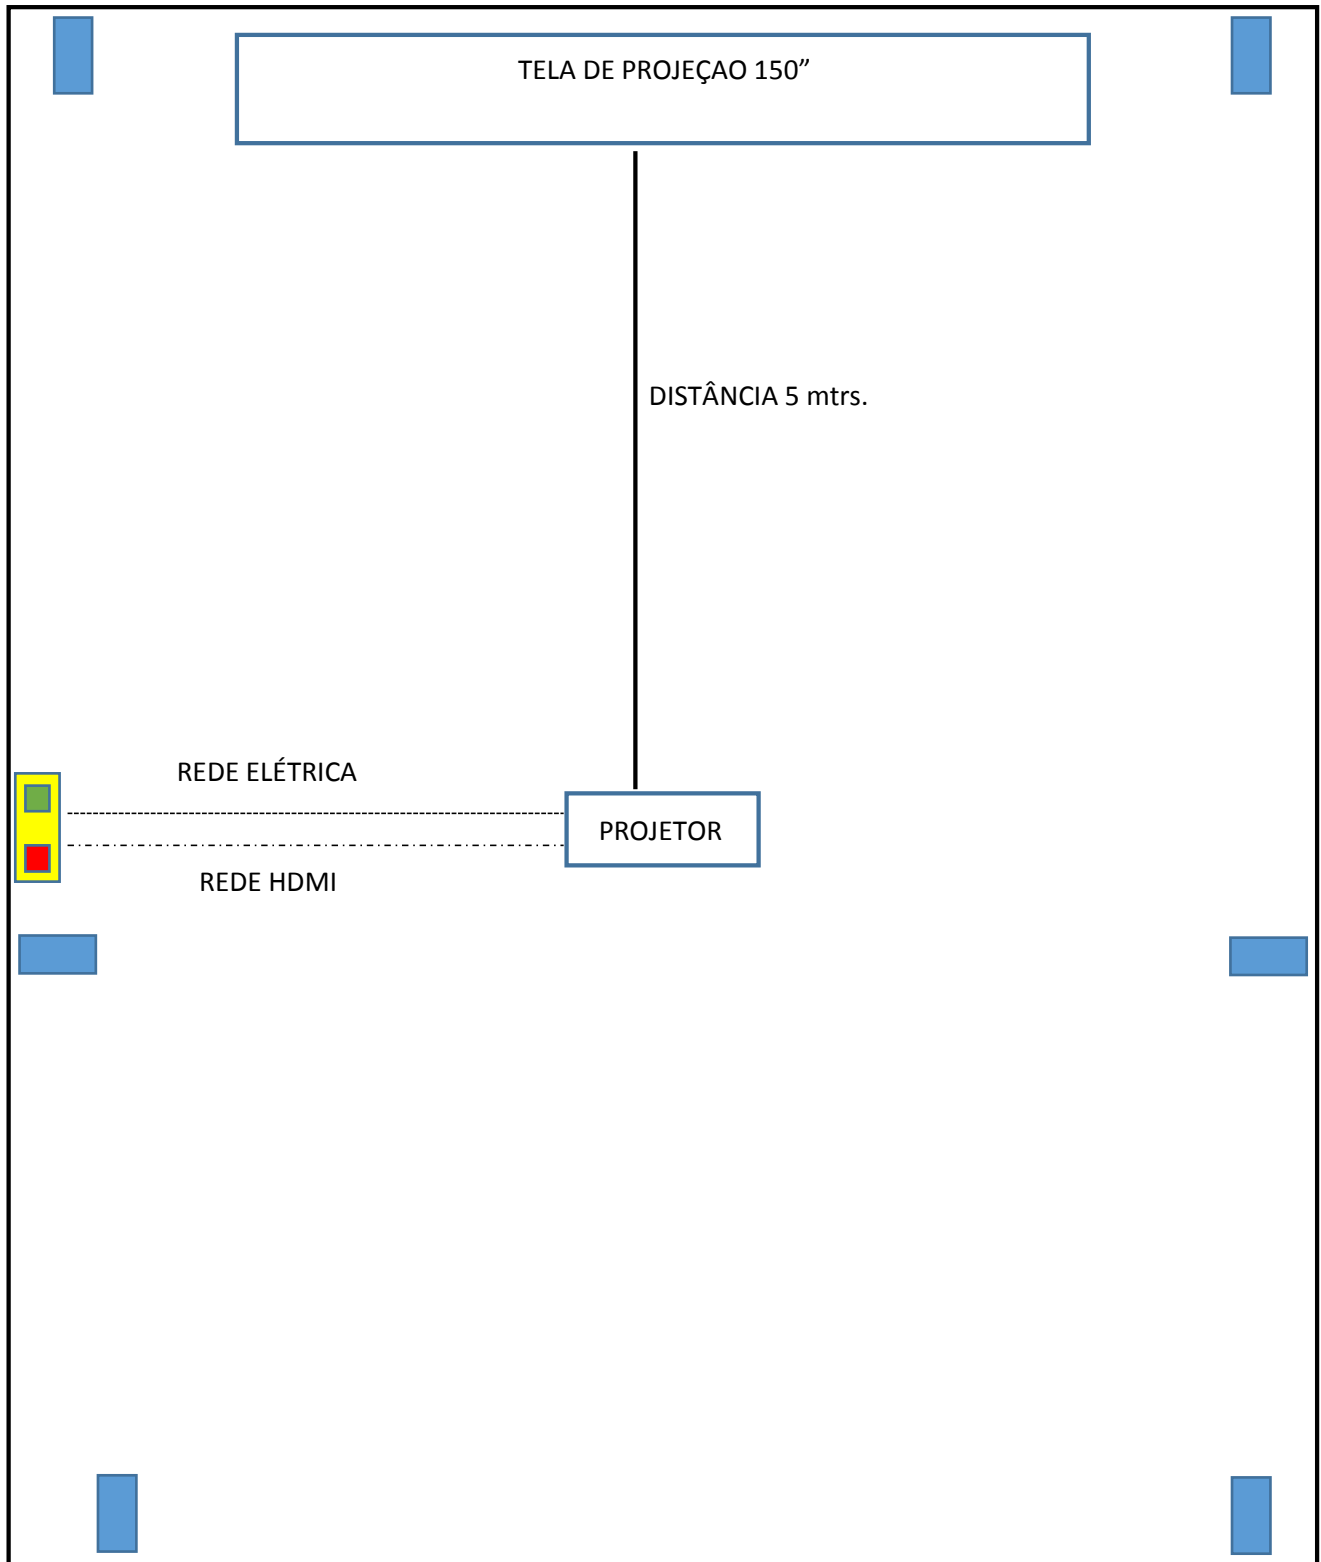 TELA DE PROJEÇAO 150”
DISTÂNCIA 5 mtrs.
REDE ELÉTRICA
PROJETOR
REDE HDMI